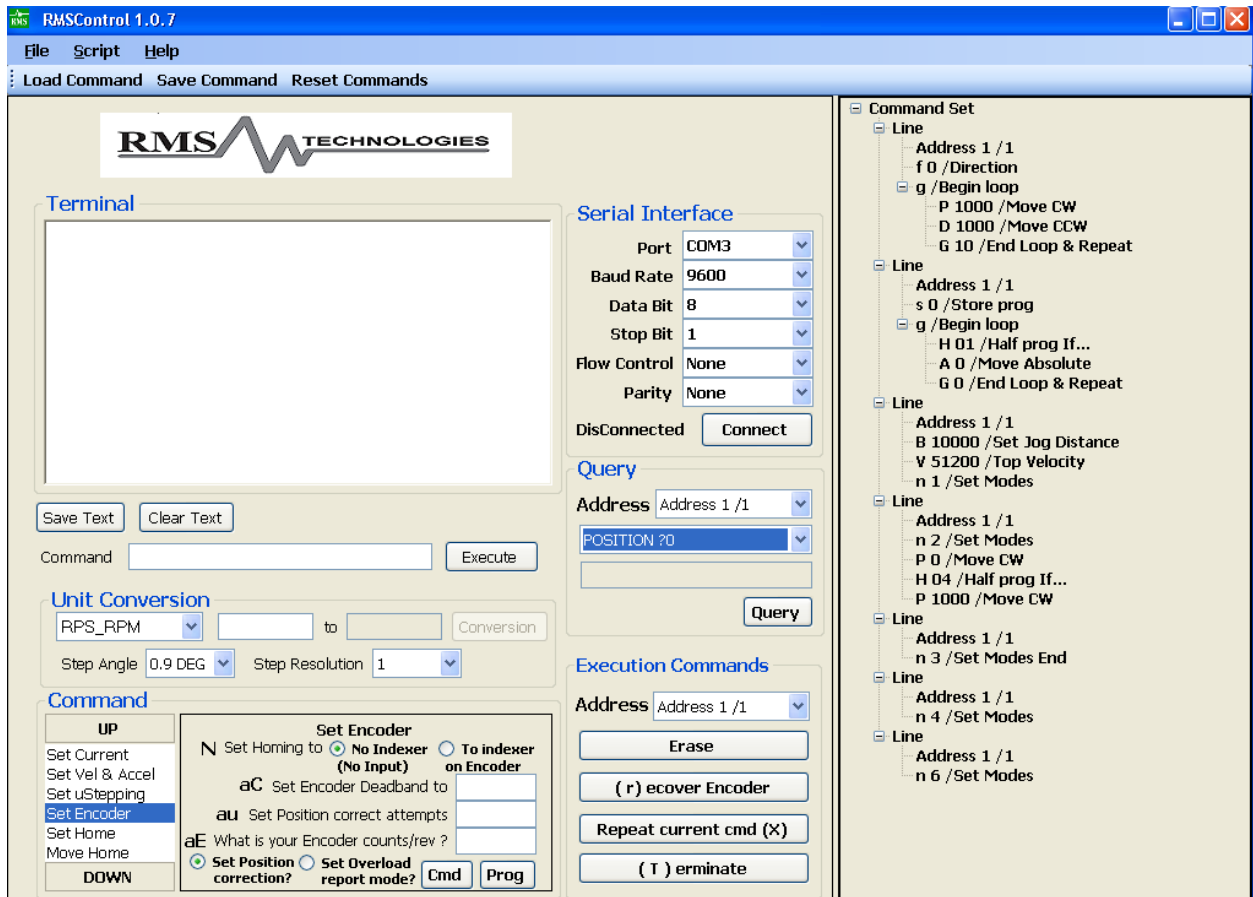 RMS RMSControl 1.0.7
File Script Help
Load Command Save Command Reset Commands
RMS TECHNOLOGIES
Terminal
Save Text Clear Text
Command Execute
Unit Conversion
RPS_RPM to Conversion
Step Angle 0.9 DEG Step Resolution 1
Command
UP
Set Current
Set Vel & Accel
Set uStepping
Set Encoder
Set Home
Move Home
DOWN
Set Encoder
N Set Homing to No Indexer To indexer
(No Input) on Encoder
aC Set Encoder Deadband to
au Set Position correct attempts
aE What is your Encoder counts/rev ?
Set Position Set Overload
correction? report mode? Cmd Prog
Serial Interface
Port COM3
Baud Rate 9600
Data Bit 8
Stop Bit 1
Flow Control None
Parity None
DisConnected Connect
Query
Address Address 1 /1
POSITION ?0
Query
Execution Commands
Address Address 1 /1
Erase
( r ) ecover Encoder
Repeat current cmd (X)
( T ) erminate
Command Set
Line
Address 1 /1
f 0 /Direction
g /Begin loop
P 1000 /Move CW
D 1000 /Move CCW
G 10 /End Loop & Repeat
Line
Address 1 /1
s 0 /Store prog
g /Begin loop
H 01 /Half prog If...
A 0 /Move Absolute
G 0 /End Loop & Repeat
Line
Address 1 /1
B 10000 /Set Jog Distance
V 51200 /Top Velocity
n 1 /Set Modes
Line
Address 1 /1
n 2 /Set Modes
P 0 /Move CW
H 04 /Half prog If...
P 1000 /Move CW
Line
Address 1 /1
n 3 /Set Modes End
Line
Address 1 /1
n 4 /Set Modes
Line
Address 1 /1
n 6 /Set Modes